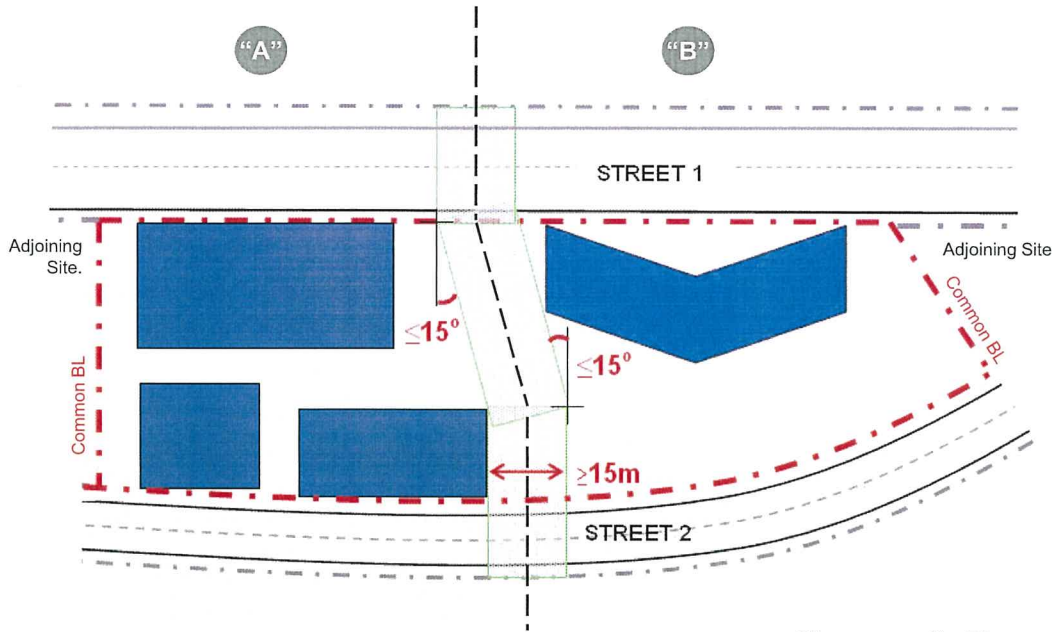 “A”
“B”
STREET 1
Adjoining
Site.
Adjoining Site
≤15°
≤15°
Common BL
Common BL
≥15m
STREET 2